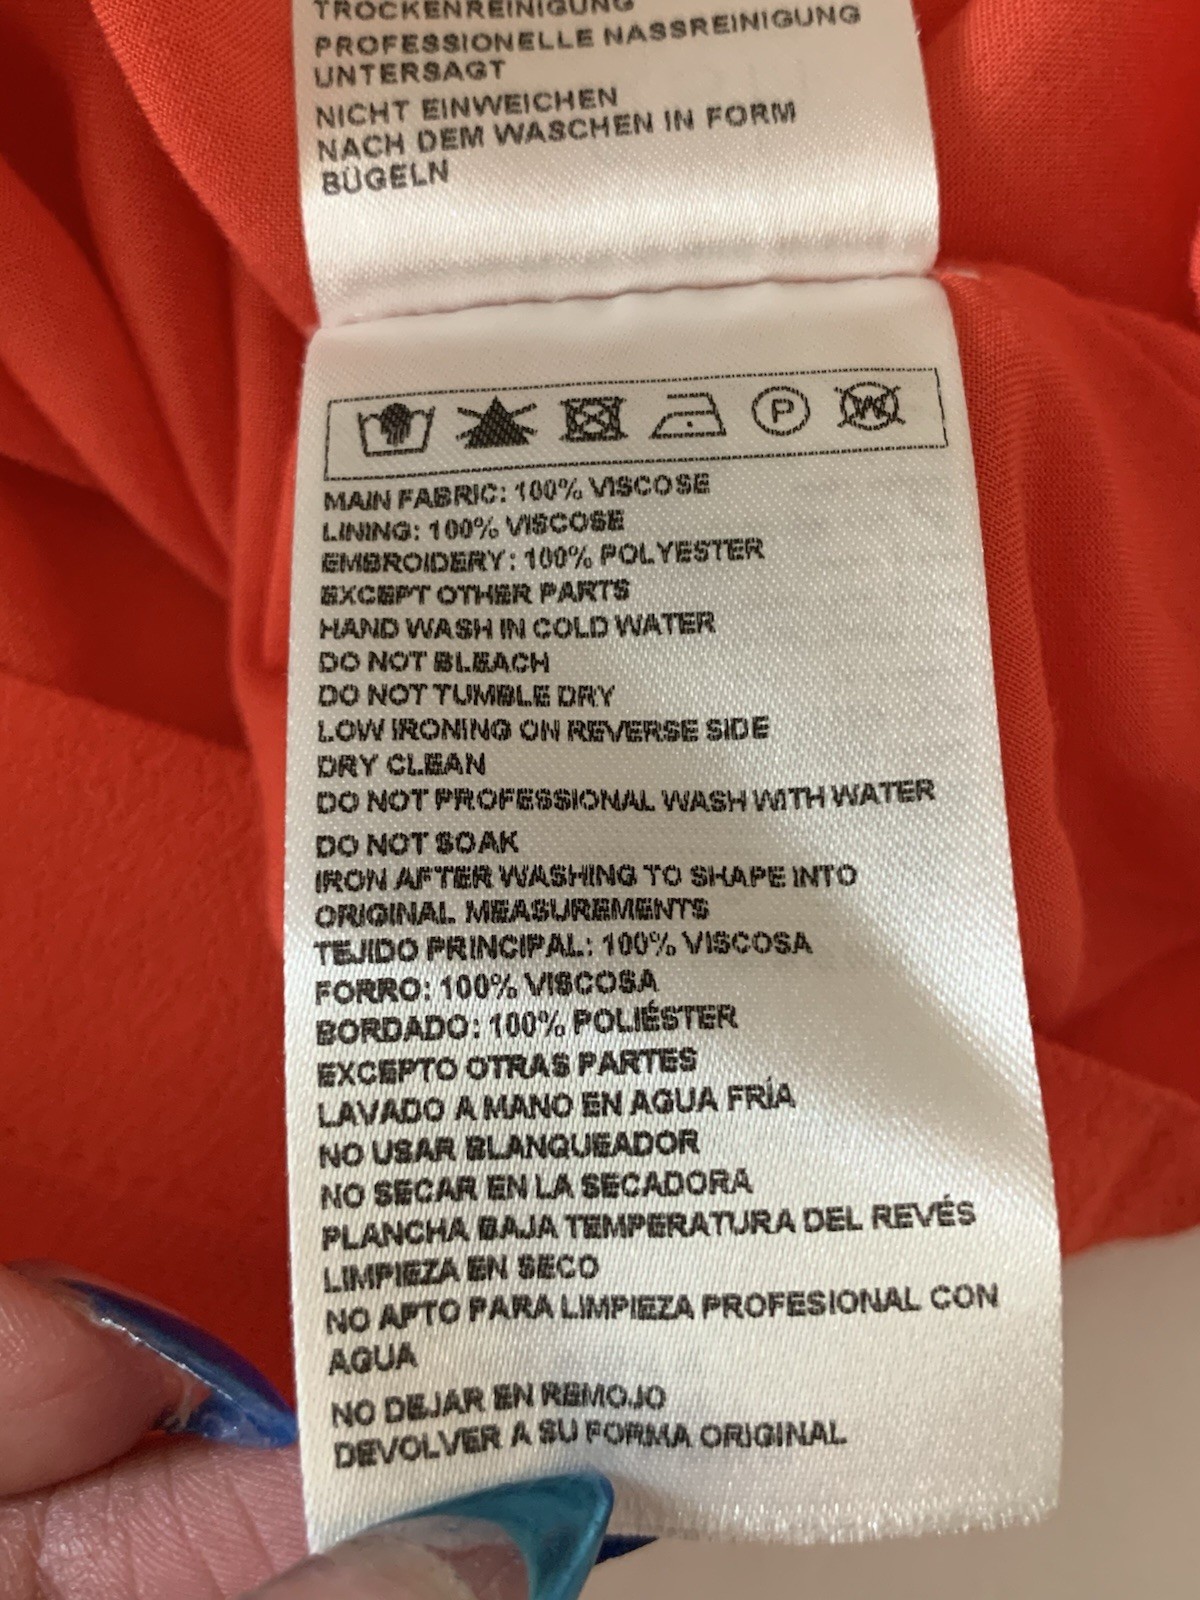 TROCKENREINIGUNG
PROFESSIONELLE NASSREINIGUNG
UNTERSAGT
NICHT EINWEICHEN
NACH DEM WASCHEN IN FORM
BÜGELN
P W
MAIN FABRIC: 100% VISCOSE
LINING: 100% VISCOSE
EMBROIDERY: 100% POLYESTER
EXCEPT OTHER PARTS
HAND WASH IN COLD WATER
DO NOT BLEACH
DO NOT TUMBLE DRY
LOW IRONING ON REVERSE SIDE
DRY CLEAN
DO NOT PROFESSIONAL WASH WITH WATER
DO NOT SOAK
IRON AFTER WASHING TO SHAPE INTO
ORIGINAL MEASUREMENTS
TEJIDO PRINCIPAL: 100% VISCOSA
FORRO: 100% VISCOSA
BORDADO: 100% POLIÉSTER
EXCEPTO OTRAS PARTES
LAVADO A MANO EN AGUA FRÍA
NO USAR BLANQUEADOR
NO SECAR EN LA SECADORA
PLANCHA BAJA TEMPERATURA DEL REVÉS
LIMPIEZA EN SECO
NO APTO PARA LIMPIEZA PROFESIONAL CON
AGUA
NO DEJAR EN REMOJO
DEVOLVER A SU FORMA ORIGINAL